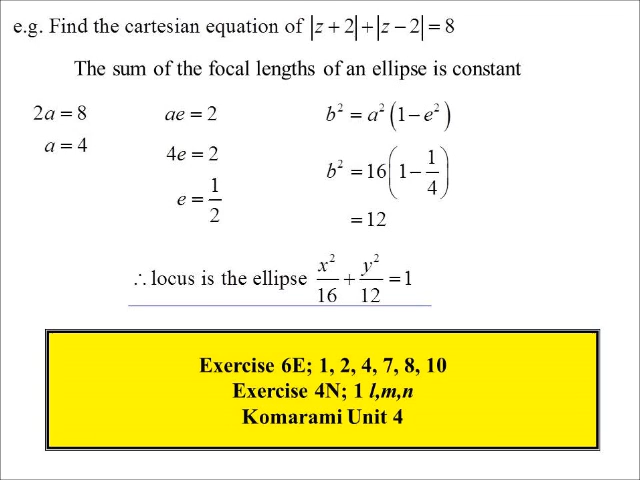 e.g. Find the cartesian equation of |z + 2| + |z − 2| = 8
The sum of the focal lengths of an ellipse is constant
2a = 8
a = 4
ae = 2
4e = 2
e = 1/2
b² = a²(1 − e²)
b² = 16(1 − 1/4)
= 12
∴ locus is the ellipse x²/16 + y²/12 = 1
Exercise 6E; 1, 2, 4, 7, 8, 10
Exercise 4N; 1 l,m,n
Komarami Unit 4